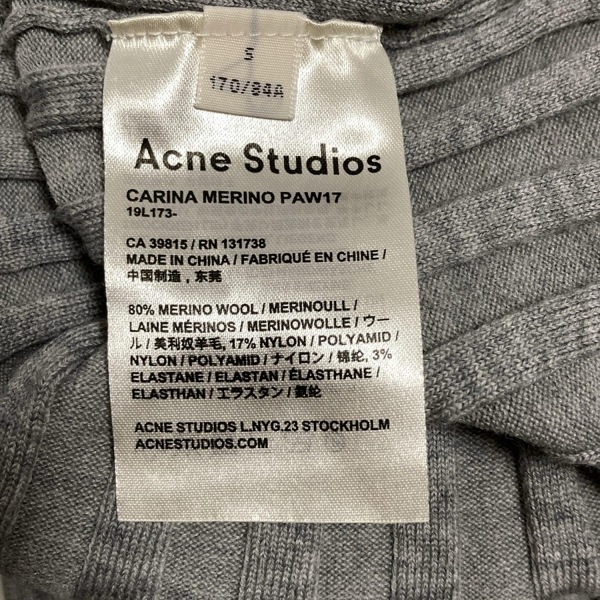 S
170/84A
Acne Studios
CARINA MERINO PAW17
19L173-
CA 39815 / RN 131738
MADE IN CHINA / FABRIQUÉ EN CHINE /
中国制造，东莞
80% MERINO WOOL / MERINOULL /
LAINE MÉRINOS / MERINOWOLLE / ウー
ル / 美利奴羊毛, 17% NYLON / POLYAMID /
NYLON / POLYAMID / ナイロン / 锦纶, 3%
ELASTANE / ELASTAN / ÉLASTHANE /
ELASTHAN / エラスタン / 氨纶
ACNE STUDIOS L.NYG.23 STOCKHOLM
ACNESTUDIOS.COM